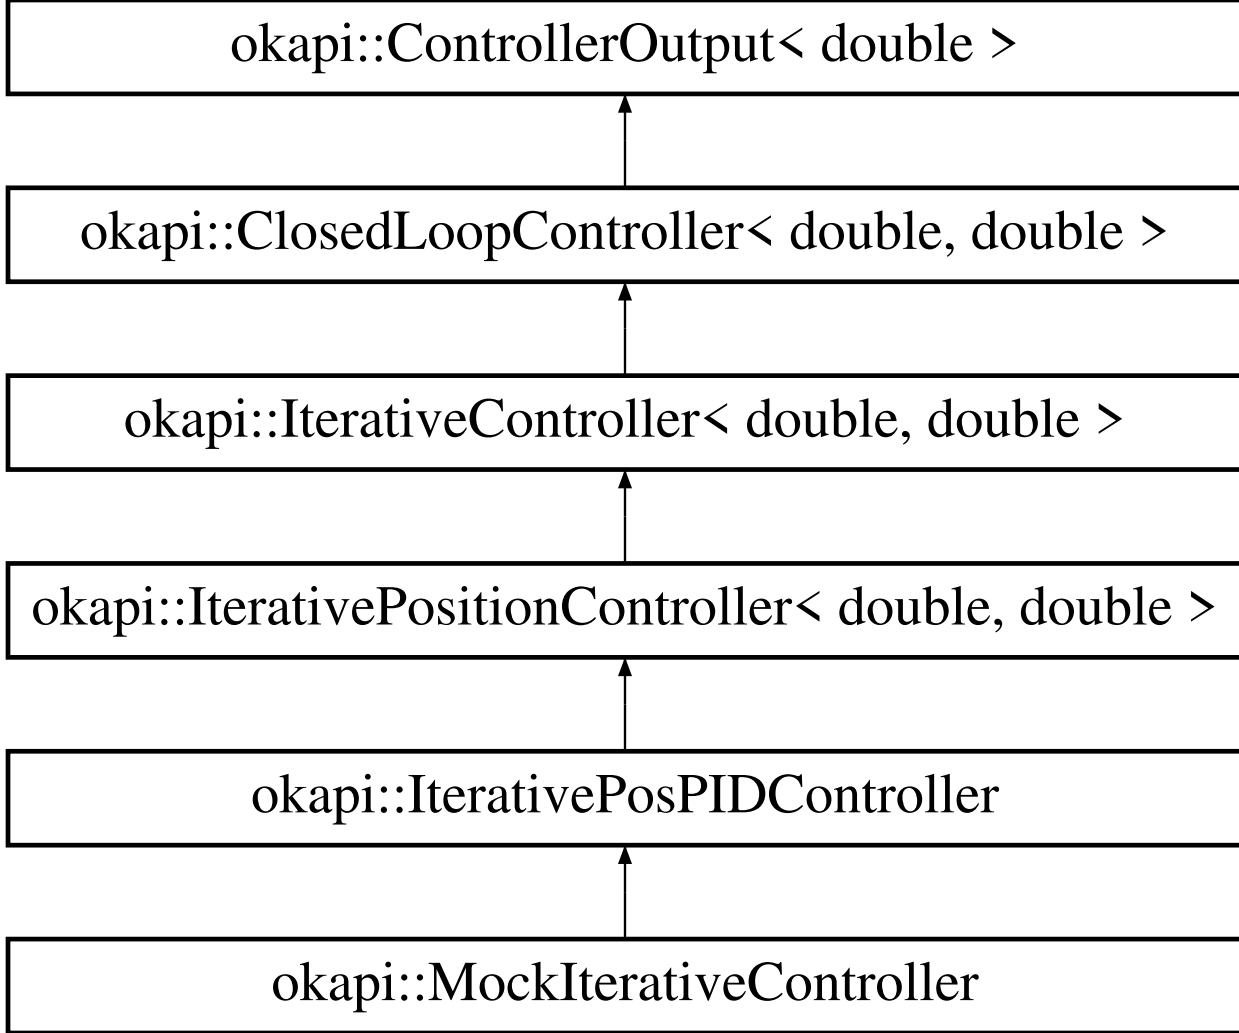 okapi::ControllerOutput< double >
okapi::ClosedLoopController< double, double >
okapi::IterativeController< double, double >
okapi::IterativePositionController< double, double >
okapi::IterativePosPIDController
okapi::MockIterativeController